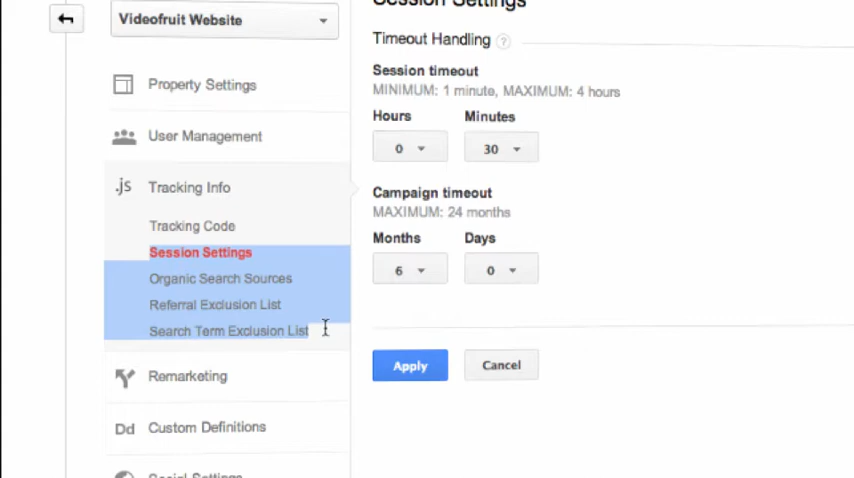 Videofruit Website
Property Settings
User Management
.js Tracking Info
Tracking Code
Session Settings
Organic Search Sources
Referral Exclusion List
Search Term Exclusion List
Remarketing
Dd Custom Definitions
Social Settings
Session Settings
Timeout Handling ?
Session timeout
MINIMUM: 1 minute, MAXIMUM: 4 hours
Hours Minutes
0 30
Campaign timeout
MAXIMUM: 24 months
Months Days
6 0
Apply Cancel